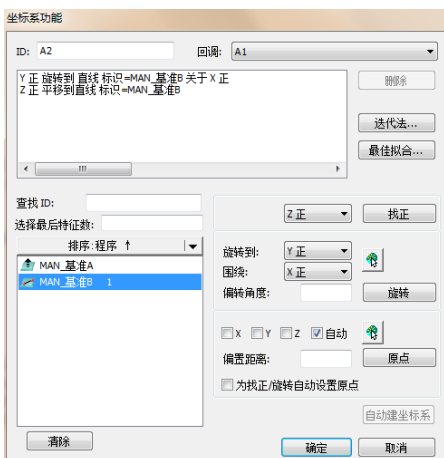 坐标系功能
ID: A2 回调: A1
Y 正 旋转到 直线 标识=MAN_基准B 关于 X 正
Z 正 平移到直线 标识=MAN_基准B
删除
迭代法...
最佳拟合...
查找 ID:
选择最后特征数:
排序:程序 ↑
MAN_基准A
MAN_基准B 1
清除
Z 正 找正
旋转到: Y 正
围绕: X 正
偏转角度: 旋转
X Y Z 自动
偏置距离: 原点
为找正/旋转自动设置原点
自动建坐标系
确定 取消